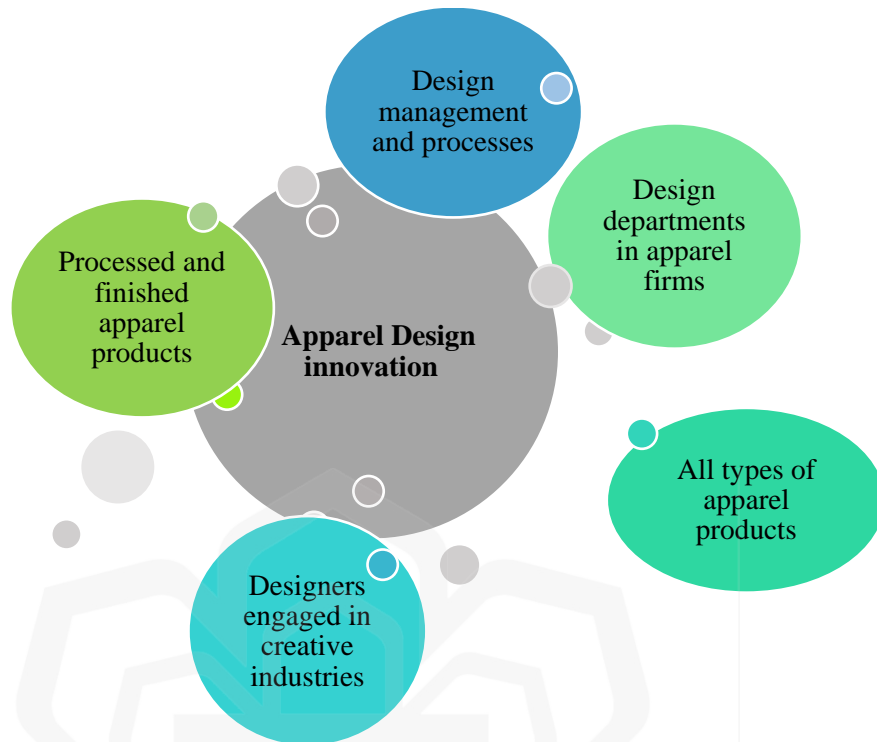 Design
management
and processes
Design
departments
in apparel
firms
Processed and
finished
apparel
products
Apparel Design
innovation
All types of
apparel
products
Designers
engaged in
creative
industries